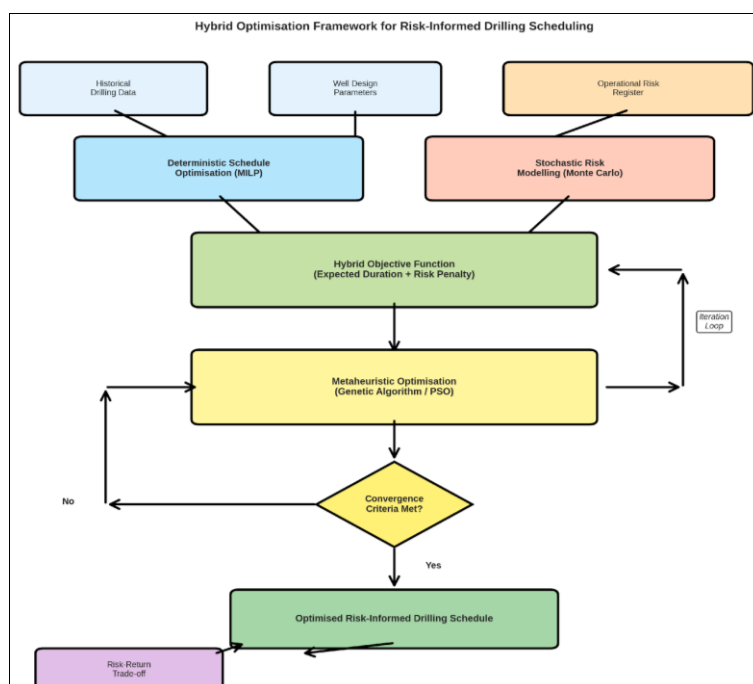 Hybrid Optimisation Framework for Risk-Informed Drilling Scheduling
Historical
Drilling Data
Well Design
Parameters
Operational Risk
Register
Deterministic Schedule
Optimisation (MILP)
Stochastic Risk
Modelling (Monte Carlo)
Hybrid Objective Function
(Expected Duration + Risk Penalty)
Iteration
Loop
Metaheuristic Optimisation
(Genetic Algorithm / PSO)
Convergence
Criteria Met?
No
Yes
Optimised Risk-Informed Drilling Schedule
Risk-Return
Trade-off